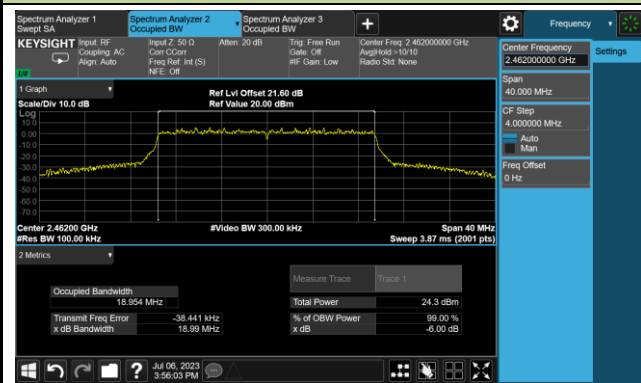 Spectrum Analyzer 1
Swept SA
Spectrum Analyzer 2
Occupied BW
Spectrum Analyzer 3
Occupied BW
Frequency
KEYSIGHT
Input: RF
Coupling: AC
Align: Auto
Input Z: 50 Ω
Corr CCorr
Freq Ref: Int (S)
NFE: Off
Atten: 20 dB
Trig: Free Run
Gate: Off
#IF Gain: Low
Center Freq: 2.462000000 GHz
Avg|Hold:>10/10
Radio Std: None
Center Frequency
2.462000000 GHz
Settings
Span
40.000 MHz
CF Step
4.000000 MHz
Auto
Man
Freq Offset
0 Hz
1 Graph
Scale/Div 10.0 dB
Ref Lvl Offset 21.60 dB
Ref Value 20.00 dBm
Log
10.0
0.00
-10.0
-20.0
-30.0
-40.0
-50.0
-60.0
-70.0
Center 2.46200 GHz
#Video BW 300.00 kHz
Span 40 MHz
#Res BW 100.00 kHz
Sweep 3.87 ms (2001 pts)
2 Metrics
Measure Trace
Trace 1
Occupied Bandwidth
18.954 MHz
Total Power
24.3 dBm
Transmit Freq Error
-38.441 kHz
% of OBW Power
99.00 %
x dB Bandwidth
18.99 MHz
x dB
-6.00 dB
Jul 06, 2023
3:56:03 PM